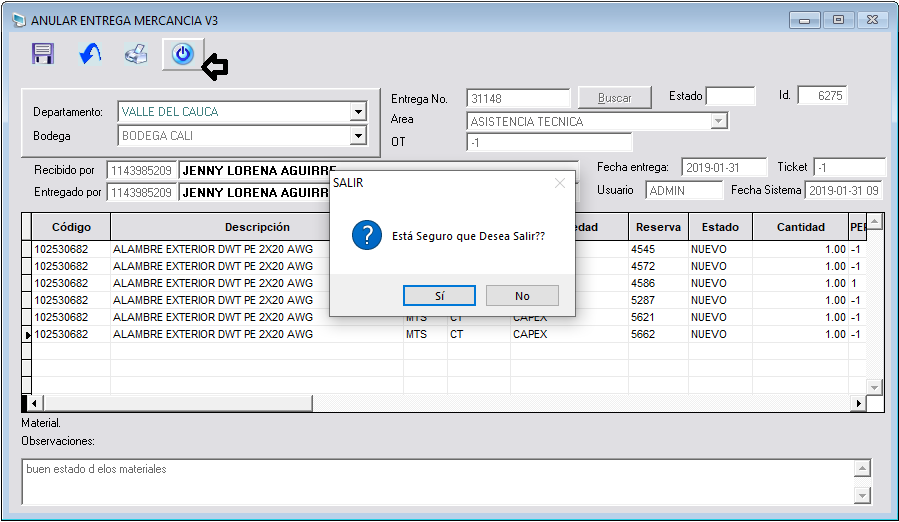 ANULAR ENTREGA MERCANCIA V3
Departamento: VALLE DEL CAUCA
Bodega BODEGA CALI
Entrega No. 31148 Buscar Estado Id. 6275
Area ASISTENCIA TECNICA
OT -1
Recibido por 1143985209 JENNY LORENA AGUIRRE
Fecha entrega: 2019-01-31 Ticket -1
Entregado por 1143985209 JENNY LORENA AGUIRR
Usuario ADMIN Fecha Sistema 2019-01-31 09
SALIR
Está Seguro que Desea Salir??
Sí No
Código Descripción edad Reserva Estado Cantidad PE
102530682 ALAMBRE EXTERIOR DWT PE 2X20 AWG 4545 NUEVO 1.00 -1
102530682 ALAMBRE EXTERIOR DWT PE 2X20 AWG 4572 NUEVO 1.00 -1
102530682 ALAMBRE EXTERIOR DWT PE 2X20 AWG 4586 NUEVO 1.00 1
102530682 ALAMBRE EXTERIOR DWT PE 2X20 AWG 5287 NUEVO 1.00 -1
102530682 ALAMBRE EXTERIOR DWT PE 2X20 AWG MTS CT CAPEX 5621 NUEVO 1.00 -1
102530682 ALAMBRE EXTERIOR DWT PE 2X20 AWG MTS CT CAPEX 5662 NUEVO 1.00 -1
Material.
Observaciones:
buen estado d elos materiales